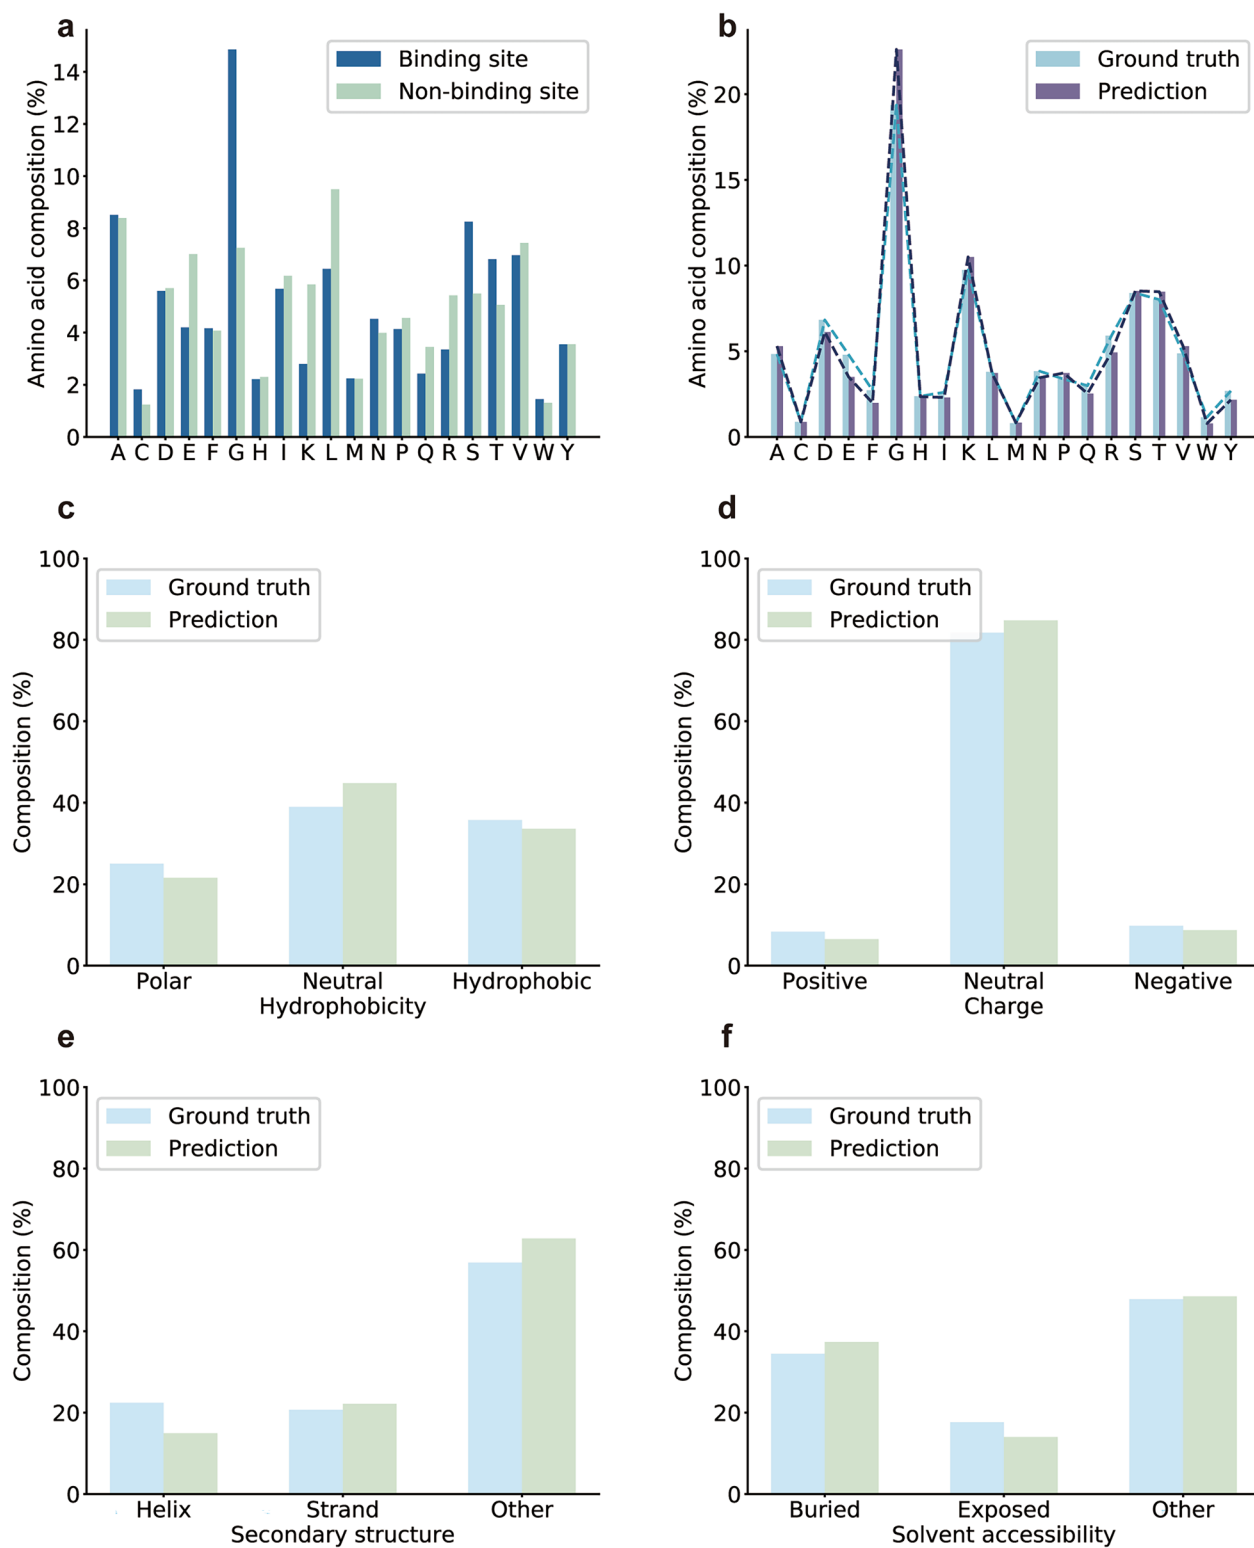 a
Amino acid composition (%)
14
12
10
8
6
4
2
0
Binding site
Non-binding site
A C D E F G H I K L M N P Q R S T V W Y
b
Amino acid composition (%)
20
15
10
5
0
Ground truth
Prediction
A C D E F G H I K L M N P Q R S T V W Y
c
Composition (%)
100
80
60
40
20
0
Ground truth
Prediction
Polar Neutral Hydrophobic
Hydrophobicity
d
Composition (%)
100
80
60
40
20
0
Ground truth
Prediction
Positive Neutral Negative
Charge
e
Composition (%)
100
80
60
40
20
0
Ground truth
Prediction
Helix Strand Other
Secondary structure
f
Composition (%)
100
80
60
40
20
0
Ground truth
Prediction
Buried Exposed Other
Solvent accessibility